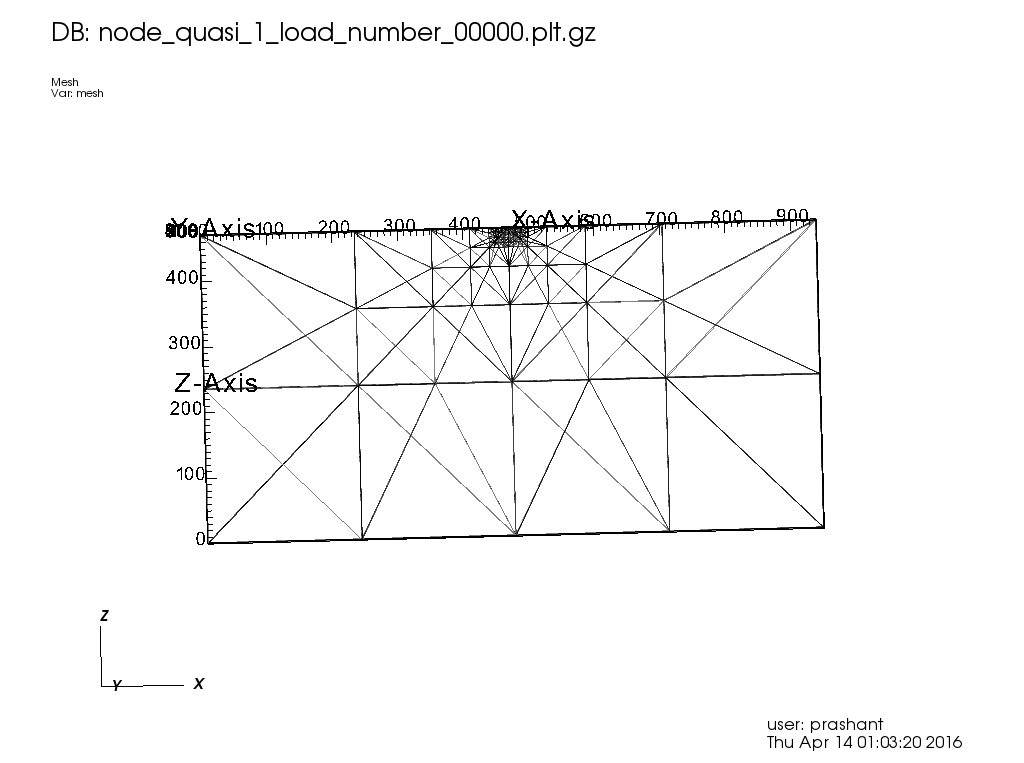 DB: node_quasi_1_load_number_00000.plt.gz
Mesh
Var: mesh
X-Axis
Y-Axis
100 200 300 400 600 700 800 900
400
300
Z-Axis
200
100
0
Z
Y X
user: prashant
Thu Apr 14 01:03:20 2016